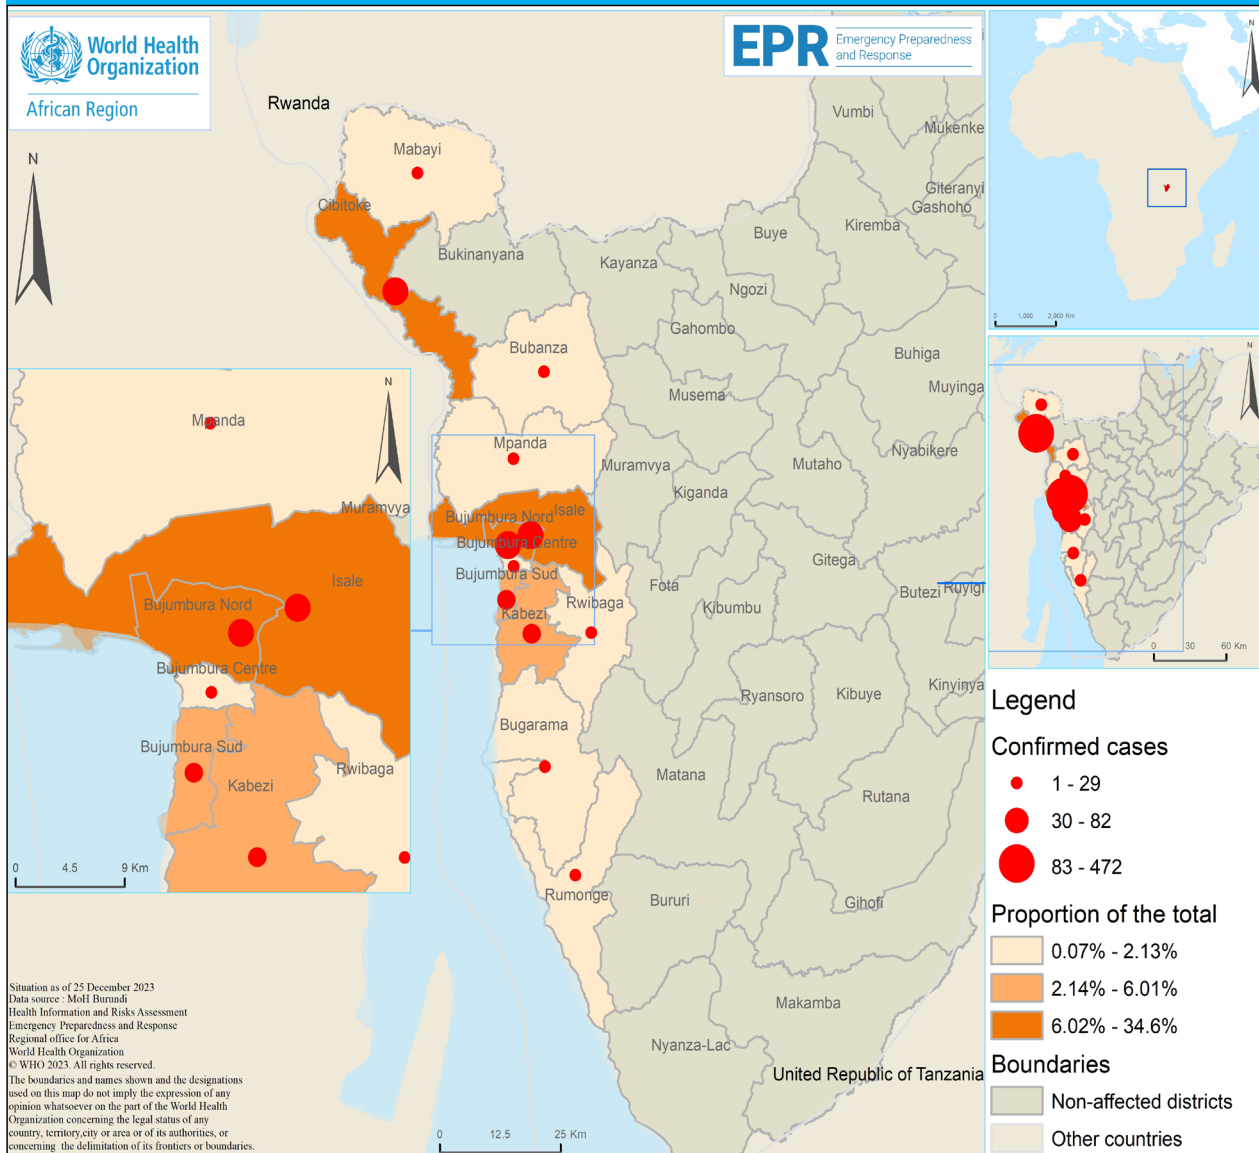 World Health
Organization
African Region
EPR
Emergency Preparedness
and Response
Rwanda
N
Vumbi
Mukenke
Mabayi
Giteranyi
Gashoho
Cibitoke
Kiremba
Buye
Bukinanyana
Kayanza
Ngozi
Gahombo
Bubanza
Buhiga
Muyinga
Musema
Mpanda
Nyabikere
Muramvya
Mutaho
Kiganda
Isale
Bujumbura Nord
Bujumbura Centre
Gitega
Bujumbura Sud
Fota
Butezi
Ruyigi
Kabezi
Rwibaga
Kibumbu
Kinyinya
Ryansoro
Kibuye
Bugarama
Matana
Rutana
Rumonge
Bururi
Gihofi
Makamba
Nyanza-Lac
United Republic of Tanzania
0 12.5 25 Km
N
Mpanda
Muramvya
Isale
Bujumbura Nord
Bujumbura Centre
Bujumbura Sud
Kabezi
Rwibaga
0 4.5 9 Km
N
0 1,000 2,000 Km
N
0 30 60 Km
Legend
Confirmed cases
1 - 29
30 - 82
83 - 472
Proportion of the total
0.07% - 2.13%
2.14% - 6.01%
6.02% - 34.6%
Boundaries
Non-affected districts
Other countries
Situation as of 25 December 2023
Data source : MoH Burundi
Health Information and Risks Assessment
Emergency Preparedness and Response
Regional office for Africa
World Health Organization
© WHO 2023. All rights reserved.
The boundaries and names shown and the designations
used on this map do not imply the expression of any
opinion whatsoever on the part of the World Health
Organization concerning the legal status of any
country, territory,city or area or of its authorities, or
concerning the delimitation of its frontiers or boundaries.